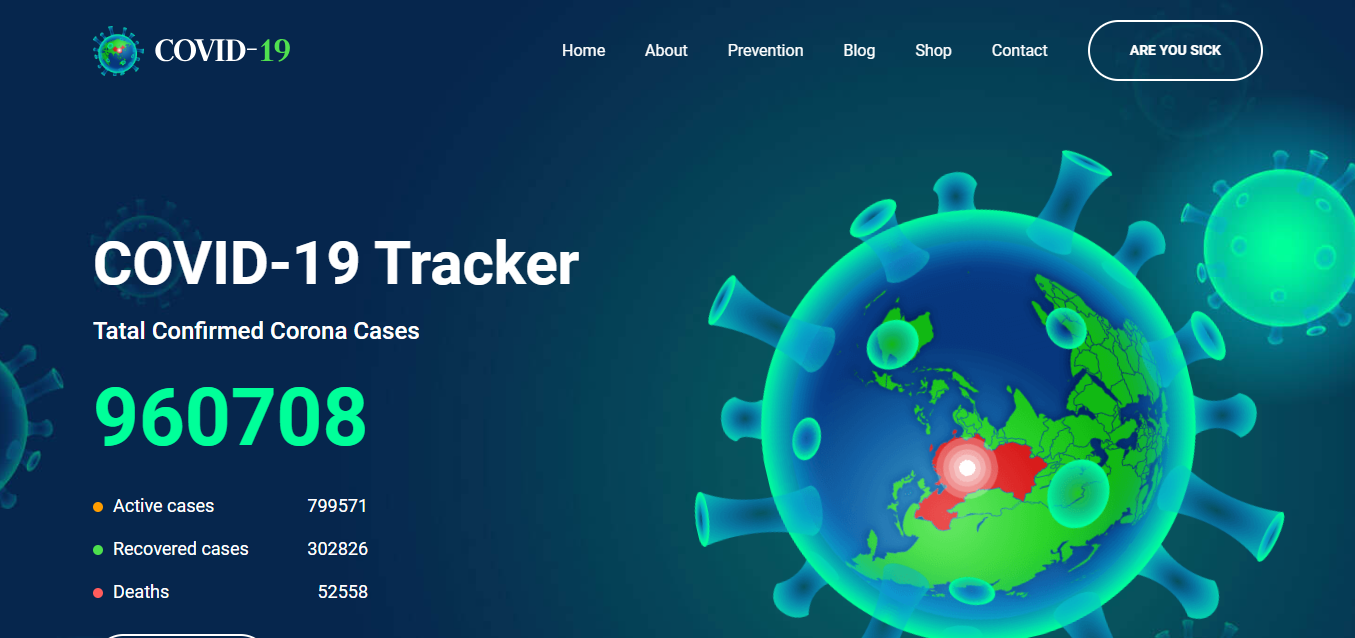 COVID-19
Home About Prevention Blog Shop Contact ARE YOU SICK
COVID-19 Tracker
Tatal Confirmed Corona Cases
960708
Active cases 799571
Recovered cases 302826
Deaths 52558